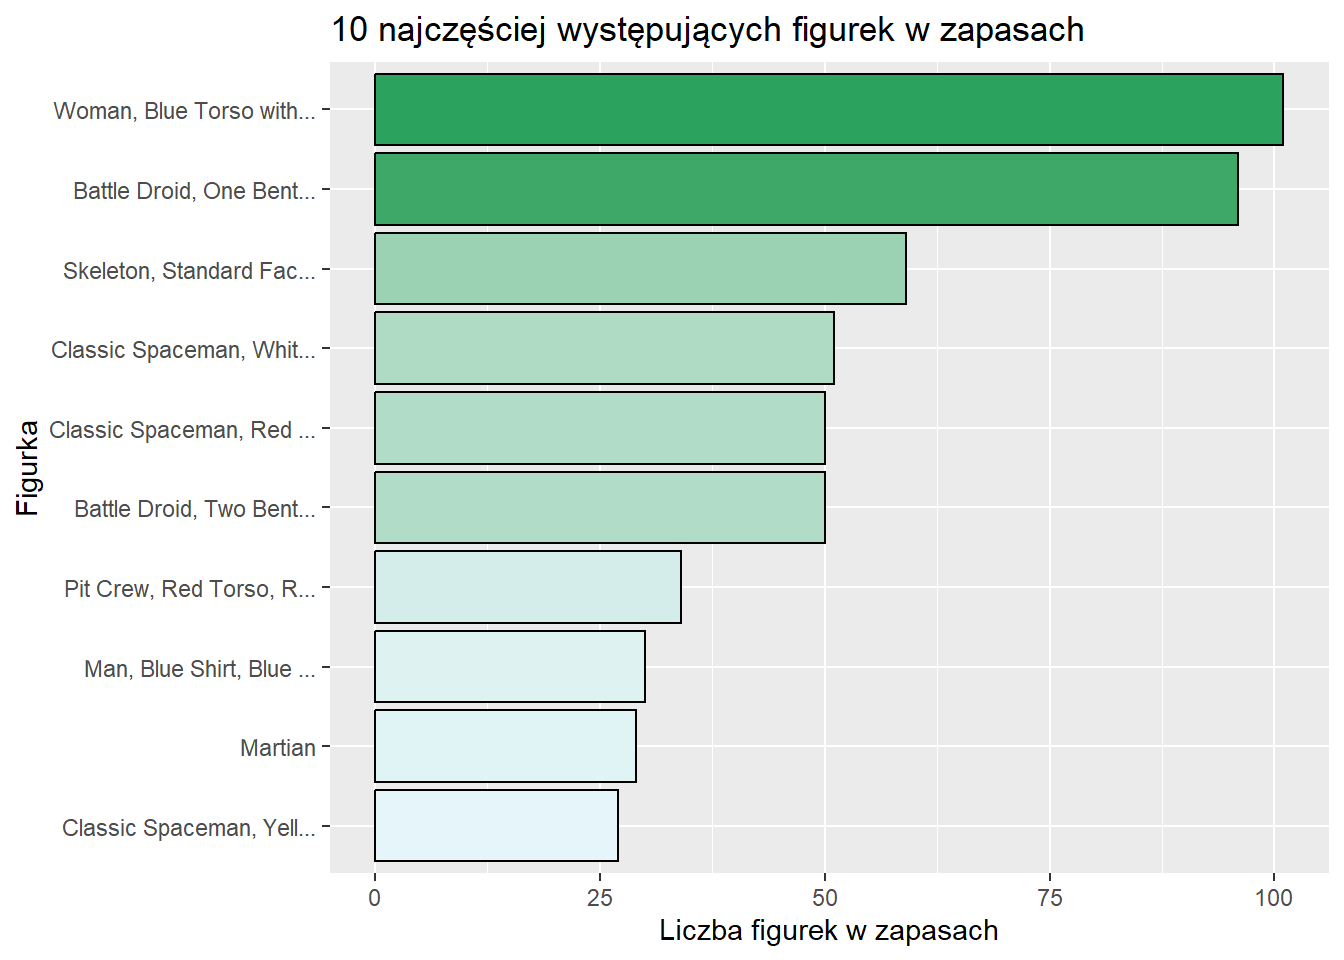 10 najczęściej występujących figurek w zapasach
Woman, Blue Torso with...
Battle Droid, One Bent...
Skeleton, Standard Fac...
Classic Spaceman, Whit...
Classic Spaceman, Red ...
Battle Droid, Two Bent...
Pit Crew, Red Torso, R...
Man, Blue Shirt, Blue ...
Martian
Classic Spaceman, Yell...
Figurka
0 25 50 75 100
Liczba figurek w zapasach